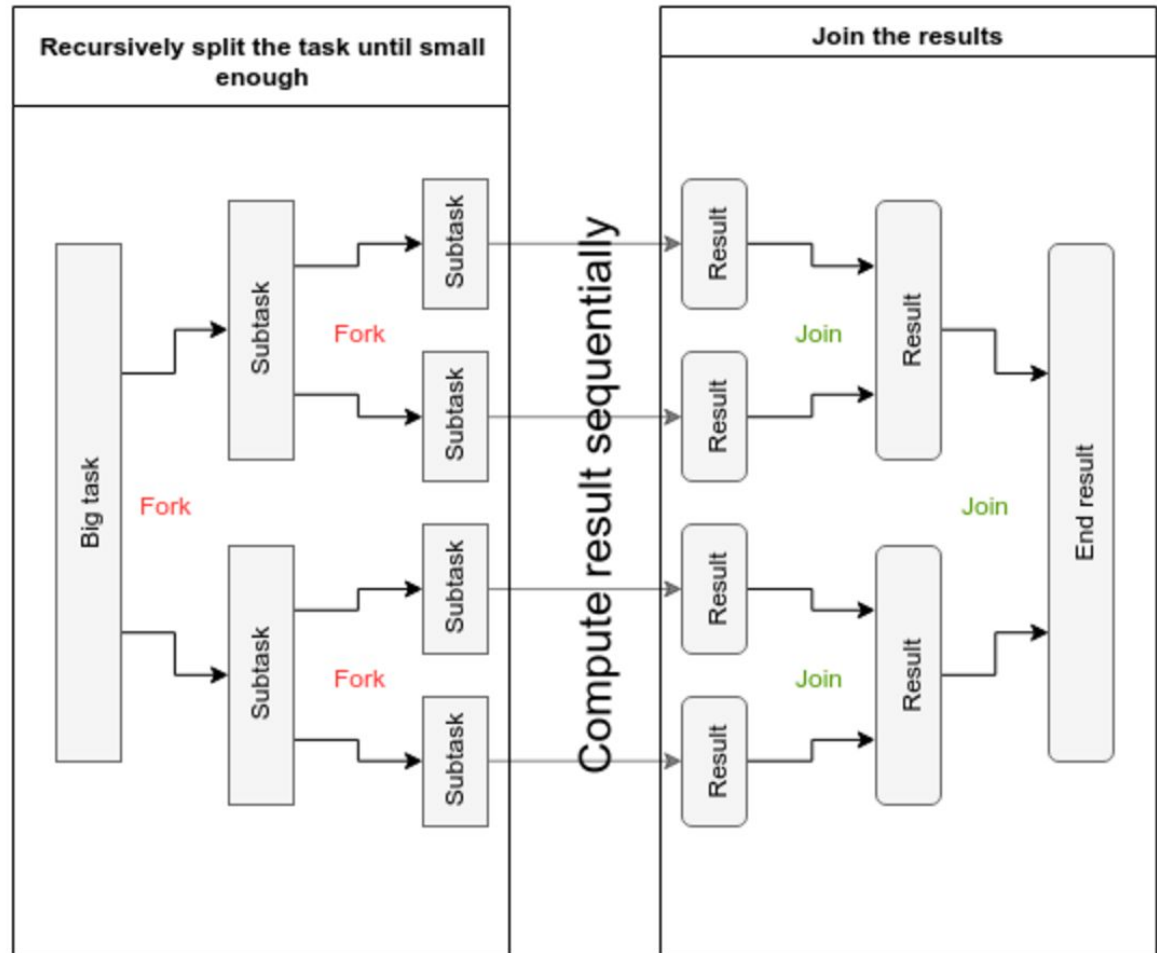 Recursively split the task until small
enough
Join the results
Big task
Fork
Subtask
Subtask
Fork
Fork
Subtask
Subtask
Subtask
Subtask
Compute result sequentially
Result
Result
Result
Result
Join
Join
Result
Result
Join
End result